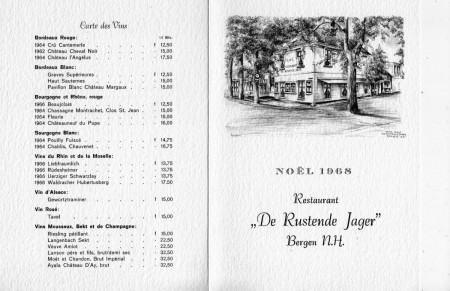 Carte des Vins
¹/₁ fles.
Bordeaux Rouge:
1964 Crû Cantemerle f 12,50
1962 Château Cheval Noir f 15,00
1964 Château l'Angélus f 17,50
Bordeaux Blanc:
Graves Supérieures f 12,50
Haut Sauternes f 15,00
Pavillon Blanc Château Margaux f 15,00
Bourgogne et Rhône, rouge
1966 Beaujolais f 12,50
1964 Chassagne Montrachet, Clos St. Jean f 15,00
1964 Fleurie f 15,00
1964 Châteauneuf du Pape f 16,00
Bourgogne Blanc:
1964 Pouilly Fuissé f 14,75
1964 Chablis, Chauvenet f 16,75
Vins du Rhin et de la Moselle:
1966 Liebfraumilch f 13,75
1966 Rüdesheimer f 13,75
1966 Uerziger Schwarzlay f 13,75
1966 Waldracher Hubertusberg f 17,50
Vin d'Alsace:
Gewürztraminer f 15,00
Vin Rosé:
Tavel f 15,00
Vins Mousseux, Sekt et de Champagne:
Riesling pétillant f 15,00
Langenbach Sekt 22,50
Veuve Amiot 22,50
Lanson père et fils, brut/demi sec 32,50
Moët et Chandon, Brut Impérial 32,50
Ayala Château D'Ay, brut 32,50
NOËL 1968
Restaurant
„De Rustende Jager"
Bergen N.H.